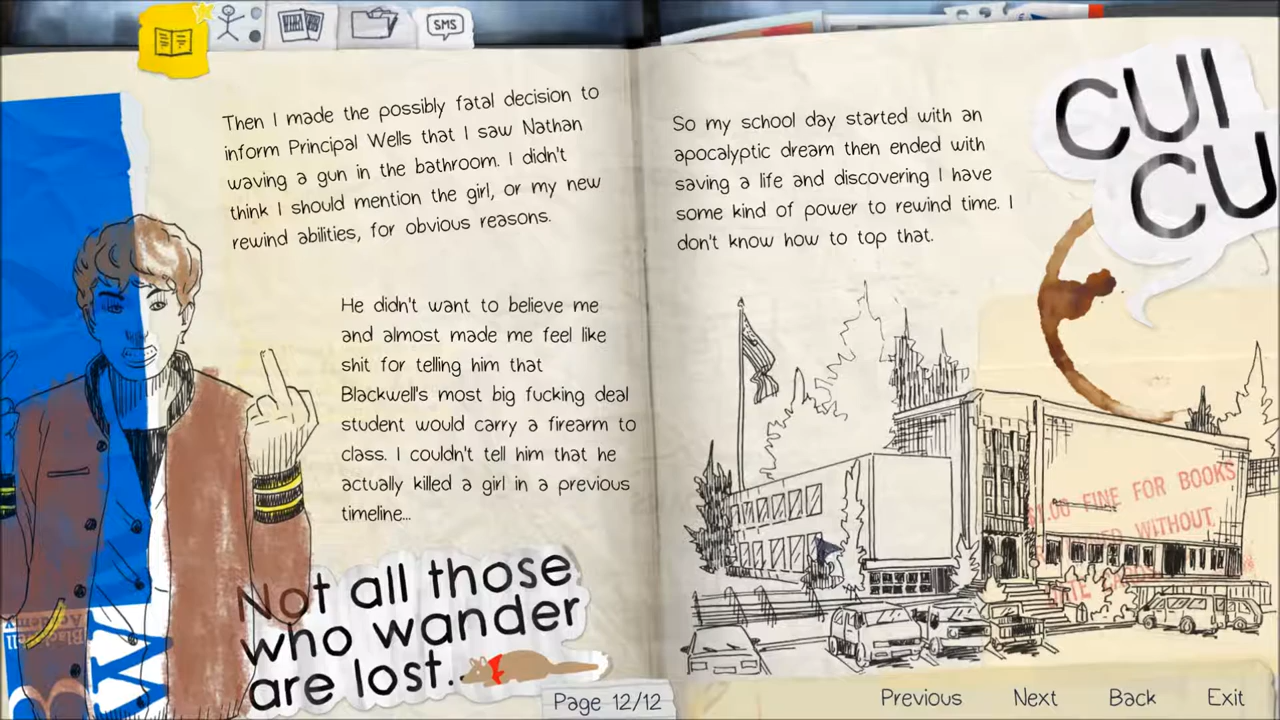 SMS
Then I made the possibly fatal decision to
inform Principal Wells that I saw Nathan
waving a gun in the bathroom. I didn't
think I should mention the girl, or my new
rewind abilities, for obvious reasons.
He didn't want to believe me
and almost made me feel like
shit for telling him that
Blackwell's most big fucking deal
student would carry a firearm to
class. I couldn't tell him that he
actually killed a girl in a previous
timeline...
Not all those
who wander
are lost.
So my school day started with an
apocalyptic dream then ended with
saving a life and discovering I have
some kind of power to rewind time. I
don't know how to top that.
CUI
CU
FINE FOR BOOKS
WITHOUT
Page 12/12
Previous
Next
Back
Exit